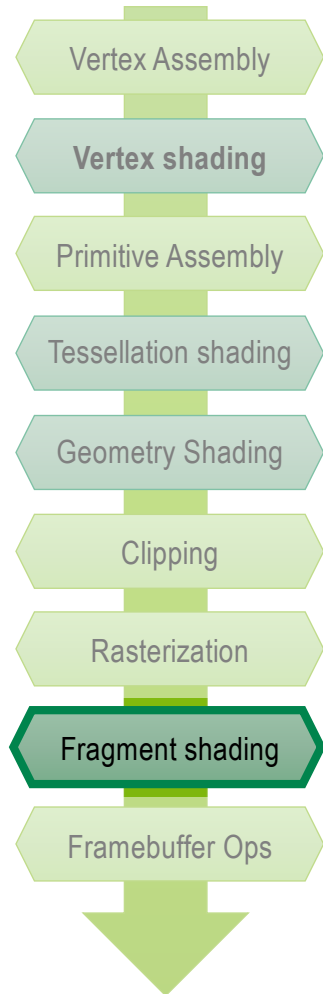 Vertex Assembly
Vertex shading
Primitive Assembly
Tessellation shading
Geometry Shading
Clipping
Rasterization
Fragment shading
Framebuffer Ops